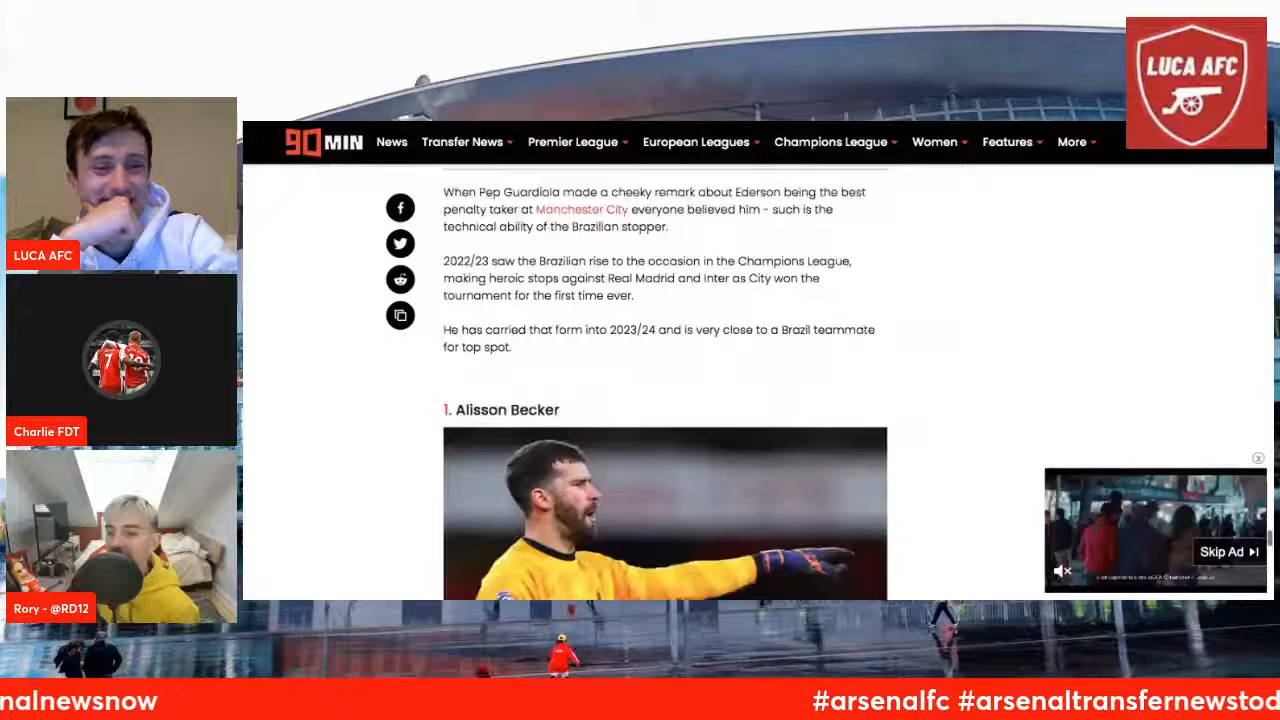 LUCA AFC
90MIN
News
Transfer News
Premier League
European Leagues
Champions League
Women
Features
More
When Pep Guardiola made a cheeky remark about Ederson being the best
penalty taker at Manchester City everyone believed him - such is the
technical ability of the Brazilian stopper.
2022/23 saw the Brazilian rise to the occasion in the Champions League,
making heroic stops against Real Madrid and Inter as City won the
tournament for the first time ever.
He has carried that form into 2023/24 and is very close to a Brazil teammate
for top spot.
1. Alisson Becker
Skip Ad
LUCA AFC
Charlie FDT
7
Rory - @RD12
nalnewsnow
#arsenalfc #arsenaltransfernewstod